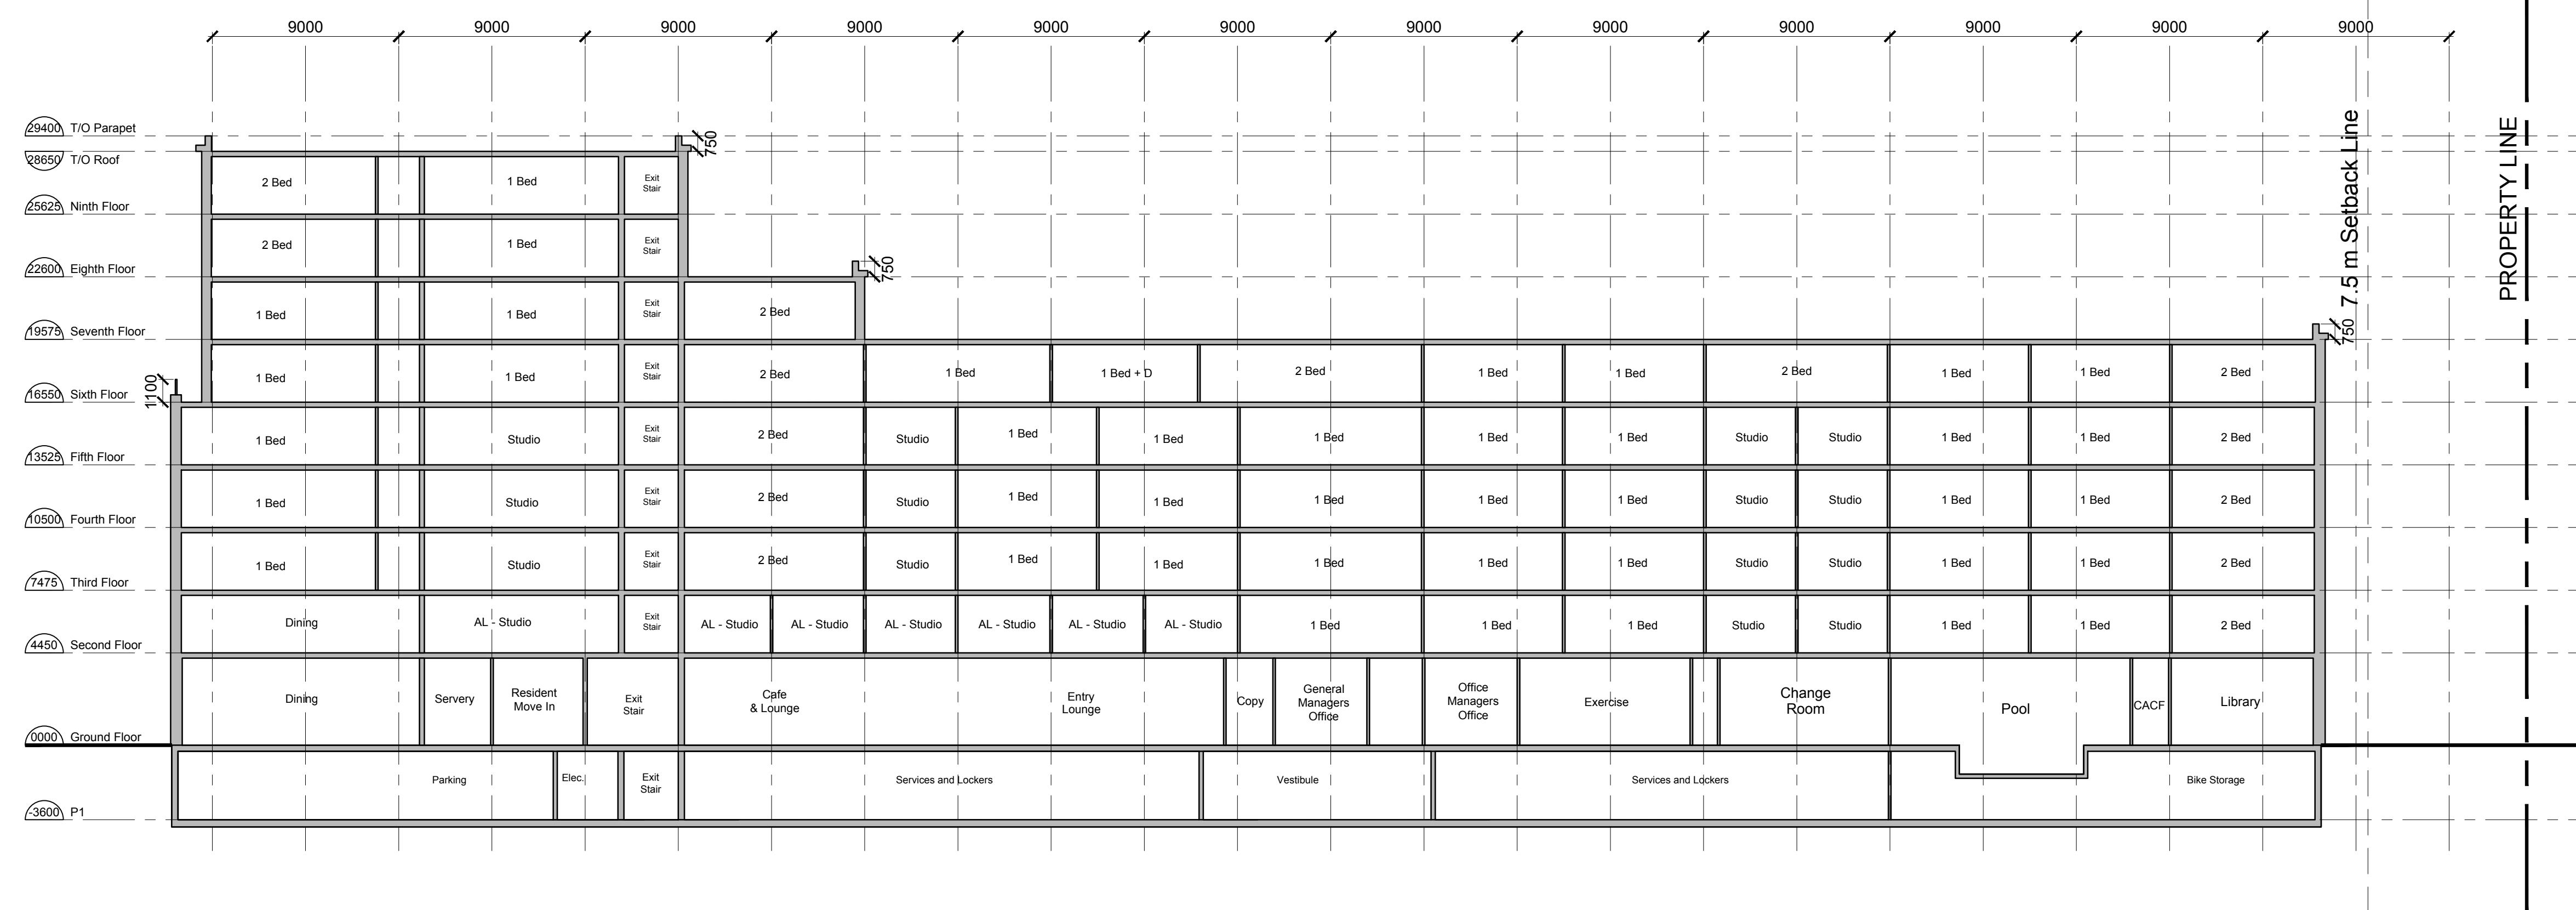 9000 9000 9000 9000 9000 9000 9000 9000 9000 9000 9000 9000
29400 T/O Parapet
750
28650 T/O Roof
2 Bed 1 Bed Exit Stair
25625 Ninth Floor
2 Bed 1 Bed Exit Stair
750
22600 Eighth Floor
1 Bed 1 Bed Exit Stair 2 Bed
19575 Seventh Floor
750
7.5 m Setback Line
PROPERTY LINE
1 Bed 1 Bed Exit Stair 2 Bed 1 Bed 1 Bed + D 2 Bed 1 Bed 1 Bed 2 Bed 1 Bed 1 Bed 2 Bed
1100
16550 Sixth Floor
1 Bed Studio Exit Stair 2 Bed Studio 1 Bed 1 Bed 1 Bed 1 Bed 1 Bed Studio Studio 1 Bed 1 Bed 2 Bed
13525 Fifth Floor
1 Bed Studio Exit Stair 2 Bed Studio 1 Bed 1 Bed 1 Bed 1 Bed 1 Bed Studio Studio 1 Bed 1 Bed 2 Bed
10500 Fourth Floor
1 Bed Studio Exit Stair 2 Bed Studio 1 Bed 1 Bed 1 Bed 1 Bed 1 Bed Studio Studio 1 Bed 1 Bed 2 Bed
7475 Third Floor
Dining AL - Studio Exit Stair AL - Studio AL - Studio AL - Studio AL - Studio AL - Studio AL - Studio 1 Bed 1 Bed 1 Bed Studio Studio 1 Bed 1 Bed 2 Bed
4450 Second Floor
Dining Servery Resident Move In Exit Stair Cafe & Lounge Entry Lounge Copy General Managers Office Office Managers Office Exercise Change Room Pool CACF Library
0000 Ground Floor
Parking Elec. Exit Stair Services and Lockers Vestibule Services and Lockers Bike Storage
-3600 P1